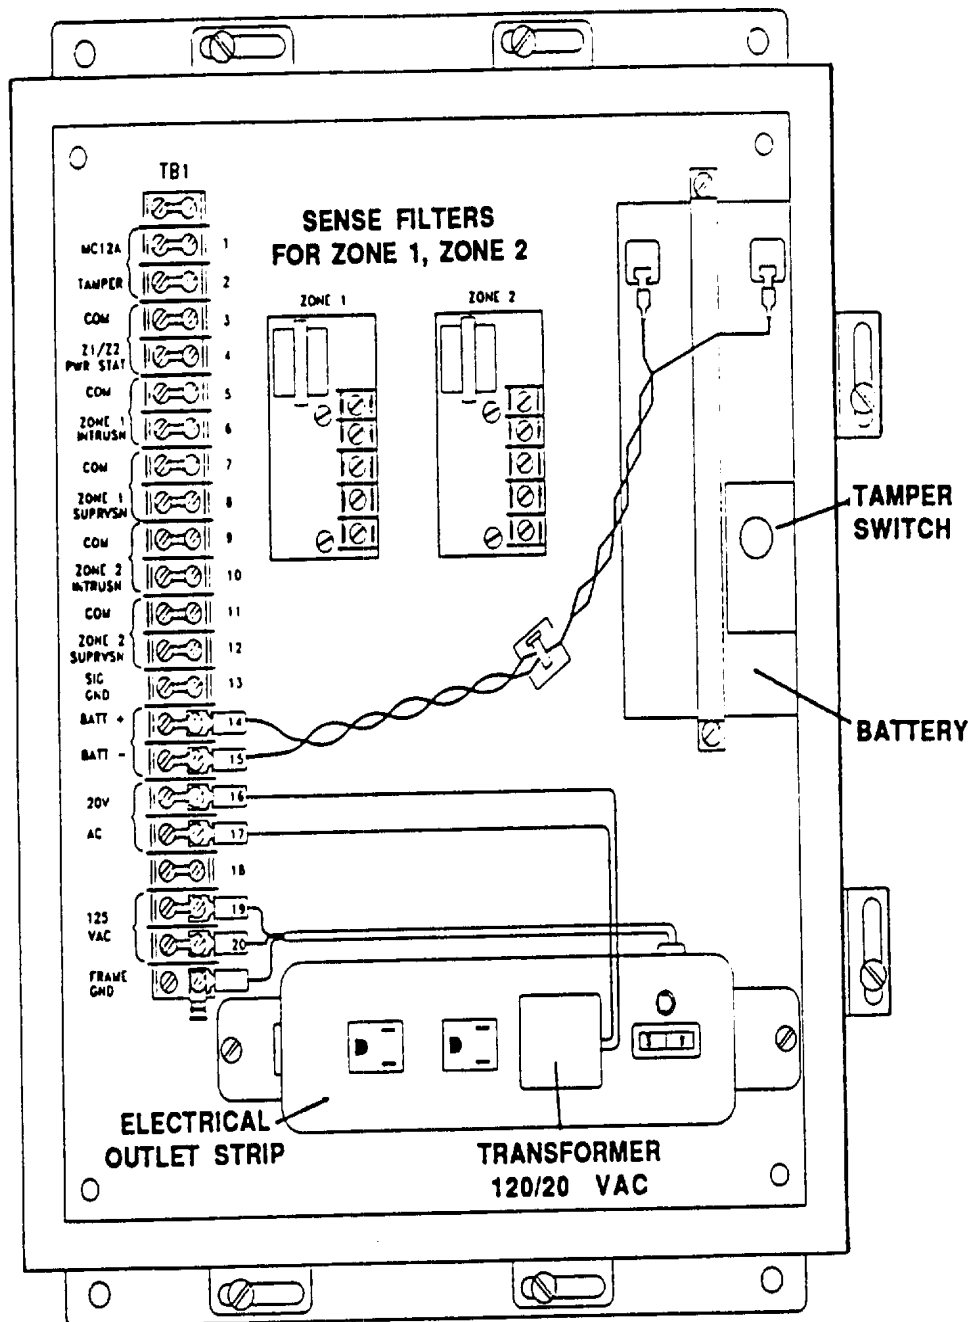 TB1
SENSE FILTERS
FOR ZONE 1, ZONE 2
MC12A
1
TAMPER
2
COM
3
Z1/Z2
PWR STAT
4
COM
5
ZONE 1
INTRUSN
6
COM
7
ZONE 1
SUPRVSN
8
COM
9
ZONE 2
INTRUSN
10
COM
11
ZONE 2
SUPRVSN
12
SIG
GND
13
BATT +
14
BATT -
15
20V
16
AC
17
18
125
VAC
19
20
FRAME
GND
ZONE 1
ZONE 2
TAMPER
SWITCH
BATTERY
ELECTRICAL
OUTLET STRIP
TRANSFORMER
120/20 VAC